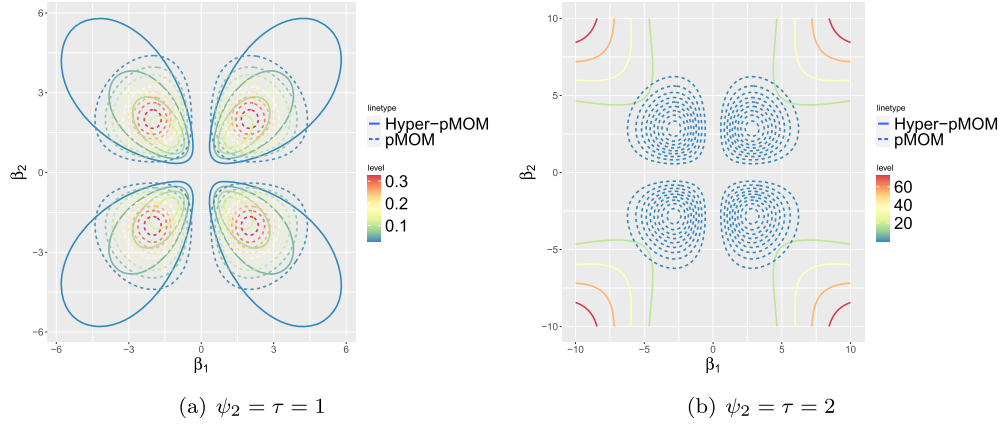 6
3
0
−3
−6
β2
−6 −3 0 3 6
β1
linetype
Hyper-pMOM
pMOM
level
0.3
0.2
0.1
(a) ψ₂ = τ = 1
10
5
0
−5
−10
β2
−10 −5 0 5 10
β1
linetype
Hyper-pMOM
pMOM
level
60
40
20
(b) ψ₂ = τ = 2